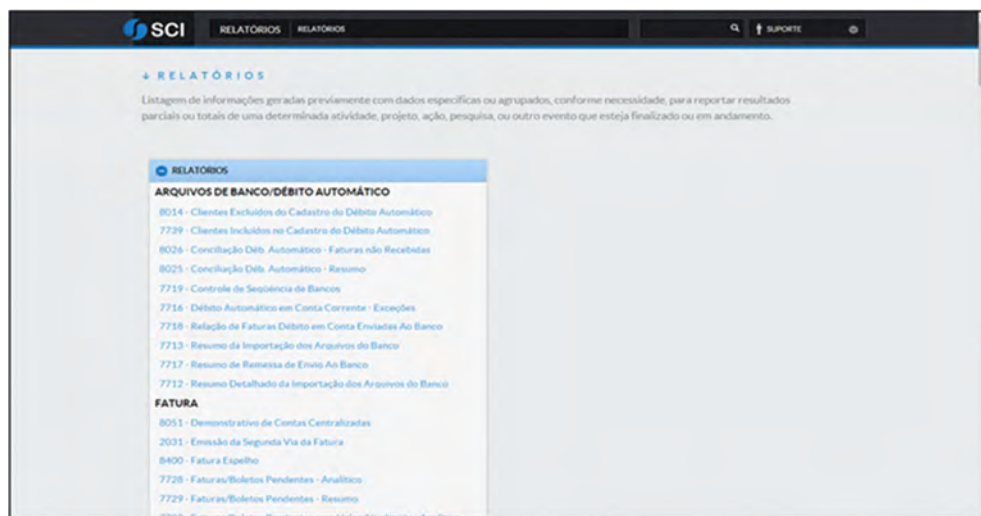 SCI RELATÓRIOS RELATÓRIOS SUPORTE
RELATÓRIOS
Listagem de informações geradas previamente com dados específicas ou agrupados, conforme necessidade, para reportar resultados
parciais ou totais de uma determinada atividade, projeto, ação, pesquisa, ou outro evento que esteja finalizado ou em andamento.
RELATÓRIOS
ARQUIVOS DE BANCO/DÉBITO AUTOMÁTICO
8014 - Clientes Excluídos do Cadastro do Débito Automático
7739 - Clientes Incluídos no Cadastro do Débito Automático
8026 - Conciliação Déb. Automático - Faturas não Recebidas
8025 - Conciliação Déb. Automático - Resumo
7719 - Controle de Seqüência de Bancos
7716 - Débito Automático em Conta Corrente - Exceções
7718 - Relação de Faturas Débito em Conta Enviadas Ao Banco
7713 - Resumo da Importação dos Arquivos do Banco
7717 - Resumo de Remessa de Envio Ao Banco
7712 - Resumo Detalhado da Importação dos Arquivos do Banco
FATURA
8051 - Demonstrativo de Contas Centralizadas
2031 - Emissão da Segunda Via da Fatura
8400 - Fatura Espelho
7728 - Faturas/Boletos Pendentes - Analítico
7729 - Faturas/Boletos Pendentes - Resumo